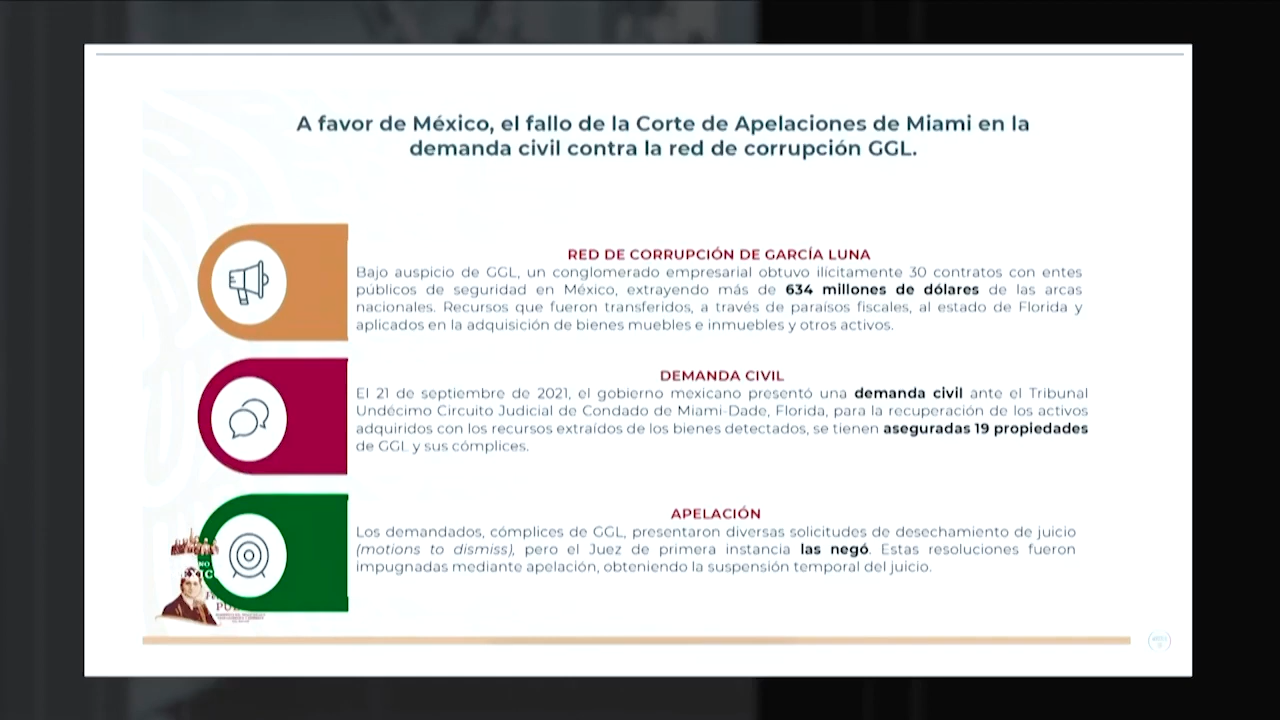 A favor de México, el fallo de la Corte de Apelaciones de Miami en la
demanda civil contra la red de corrupción GGL.
RED DE CORRUPCIÓN DE GARCÍA LUNA
Bajo auspicio de GGL, un conglomerado empresarial obtuvo ilícitamente 30 contratos con entes
públicos de seguridad en México, extrayendo más de 634 millones de dólares de las arcas
nacionales. Recursos que fueron transferidos, a través de paraísos fiscales, al estado de Florida y
aplicados en la adquisición de bienes muebles e inmuebles y otros activos.
DEMANDA CIVIL
El 21 de septiembre de 2021, el gobierno mexicano presentó una demanda civil ante el Tribunal
Undécimo Circuito Judicial de Condado de Miami-Dade, Florida, para la recuperación de los activos
adquiridos con los recursos extraídos de los bienes detectados, se tienen aseguradas 19 propiedades
de GGL y sus cómplices.
APELACIÓN
Los demandados, cómplices de GGL, presentaron diversas solicitudes de desechamiento de juicio
(motions to dismiss), pero el Juez de primera instancia las negó. Estas resoluciones fueron
impugnadas mediante apelación, obteniendo la suspensión temporal del juicio.